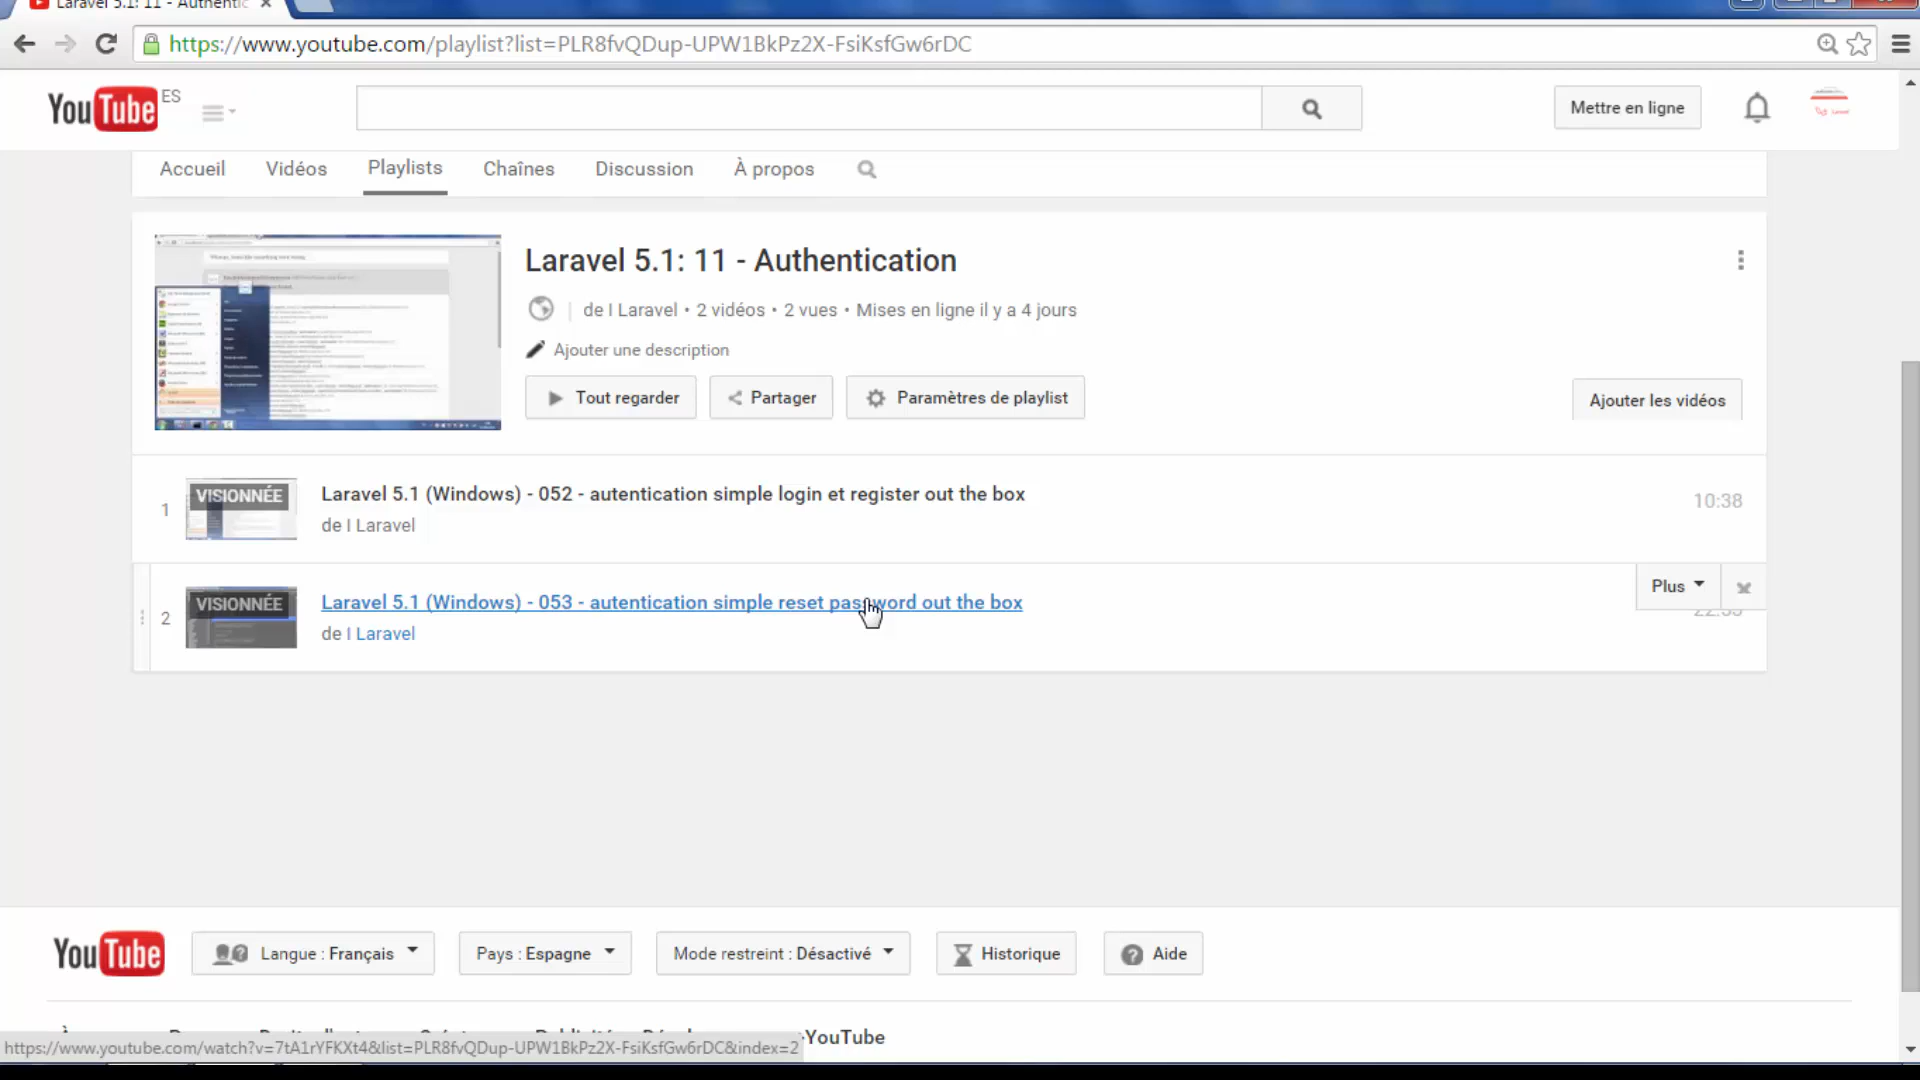 Laravel 5.1: 11 - Authentic
https://www.youtube.com/playlist?list=PLR8fvQDup-UPW1BkPz2X-FsiKsfGw6rDC
YouTube ES
Mettre en ligne
Accueil Vidéos Playlists Chaînes Discussion À propos
Laravel 5.1: 11 - Authentication
de I Laravel • 2 vidéos • 2 vues • Mises en ligne il y a 4 jours
Ajouter une description
Tout regarder Partager Paramètres de playlist Ajouter les vidéos
1 VISIONNÉE Laravel 5.1 (Windows) - 052 - autentication simple login et register out the box 10:38
de I Laravel
2 VISIONNÉE Laravel 5.1 (Windows) - 053 - autentication simple reset password out the box Plus
de I Laravel
YouTube Langue : Français Pays : Espagne Mode restreint : Désactivé Historique Aide
YouTube
https://www.youtube.com/watch?v=7tA1rYFKXt4&list=PLR8fvQDup-UPW1BkPz2X-FsiKsfGw6rDC&index=2